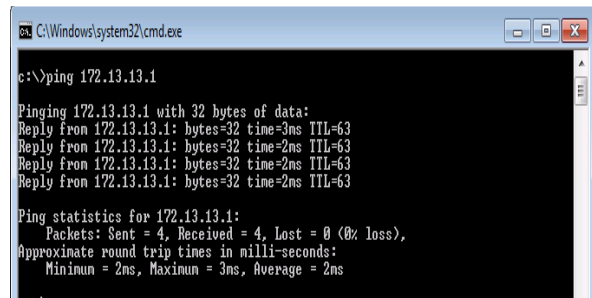 C:\Windows\system32\cmd.exe
c:\>ping 172.13.13.1
Pinging 172.13.13.1 with 32 bytes of data:
Reply from 172.13.13.1: bytes=32 time=3ms TTL=63
Reply from 172.13.13.1: bytes=32 time=2ms TTL=63
Reply from 172.13.13.1: bytes=32 time=2ms TTL=63
Reply from 172.13.13.1: bytes=32 time=2ms TTL=63
Ping statistics for 172.13.13.1:
Packets: Sent = 4, Received = 4, Lost = 0 (0% loss),
Approximate round trip times in milli-seconds:
Minimum = 2ms, Maximum = 3ms, Average = 2ms